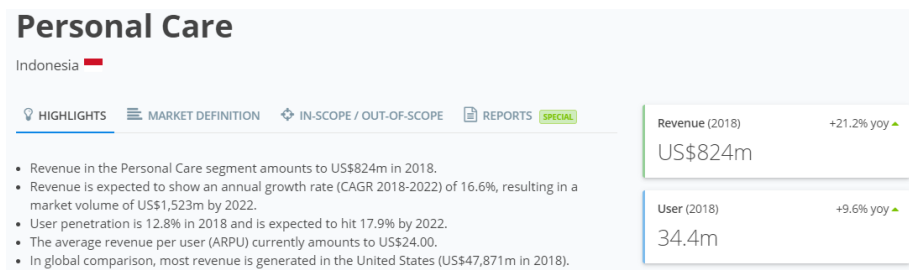 Personal Care
Indonesia
HIGHLIGHTS MARKET DEFINITION IN-SCOPE / OUT-OF-SCOPE REPORTS SPECIAL
• Revenue in the Personal Care segment amounts to US$824m in 2018.
• Revenue is expected to show an annual growth rate (CAGR 2018-2022) of 16.6%, resulting in a
market volume of US$1,523m by 2022.
• User penetration is 12.8% in 2018 and is expected to hit 17.9% by 2022.
• The average revenue per user (ARPU) currently amounts to US$24.00.
• In global comparison, most revenue is generated in the United States (US$47,871m in 2018).
Revenue (2018) +21.2% yoy
US$824m
User (2018) +9.6% yoy
34.4m